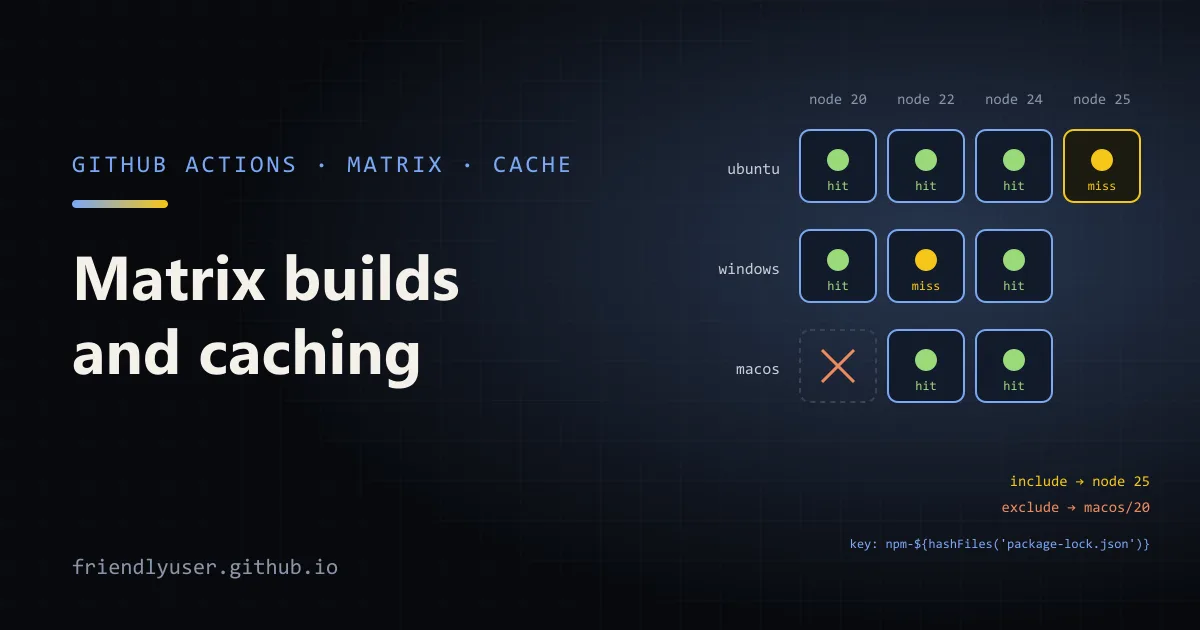 GITHUB ACTIONS · MATRIX · CACHE
Matrix builds
and caching
friendlyuser.github.io
node 20 node 22 node 24 node 25
ubuntu hit hit hit miss
windows hit miss hit
macos hit hit
include → node 25
exclude → macos/20
key: npm-${hashFiles('package-lock.json')}